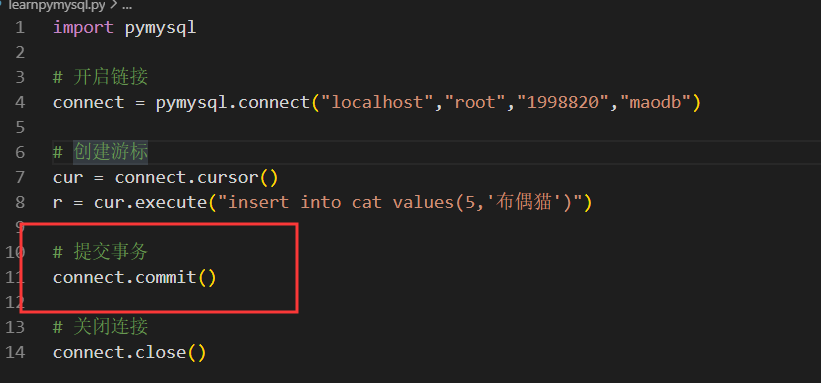 learnpymysql.py > ...
1 import pymysql
2
3 # 开启链接
4 connect = pymysql.connect("localhost","root","1998820","maodb")
5
6 # 创建游标
7 cur = connect.cursor()
8 r = cur.execute("insert into cat values(5,'布偶猫')")
9
10 # 提交事务
11 connect.commit()
12
13 # 关闭连接
14 connect.close()